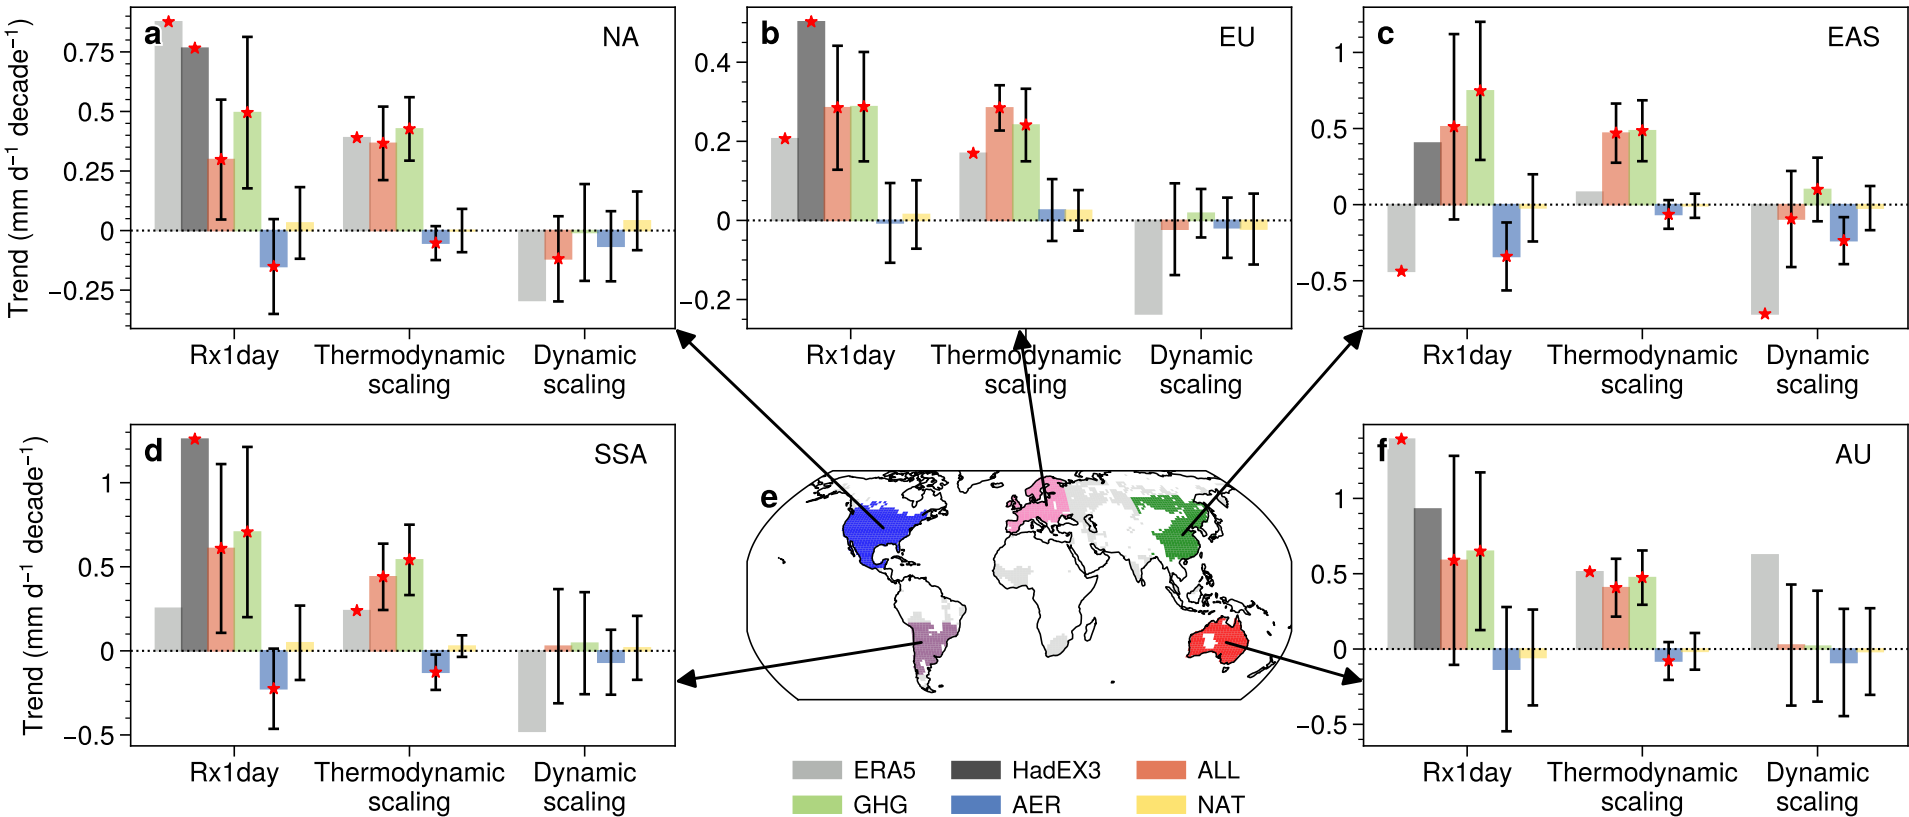 a
NA
Trend (mm d⁻¹ decade⁻¹)
0.75
0.5
0.25
0
−0.25
Rx1day
Thermodynamic
scaling
Dynamic
scaling
b
EU
0.4
0.2
0
−0.2
Rx1day
Thermodynamic
scaling
Dynamic
scaling
c
EAS
1
0.5
0
−0.5
Rx1day
Thermodynamic
scaling
Dynamic
scaling
d
SSA
Trend (mm d⁻¹ decade⁻¹)
1
0.5
0
−0.5
Rx1day
Thermodynamic
scaling
Dynamic
scaling
e
f
AU
1
0.5
0
−0.5
Rx1day
Thermodynamic
scaling
Dynamic
scaling
ERA5 HadEX3 ALL
GHG AER NAT